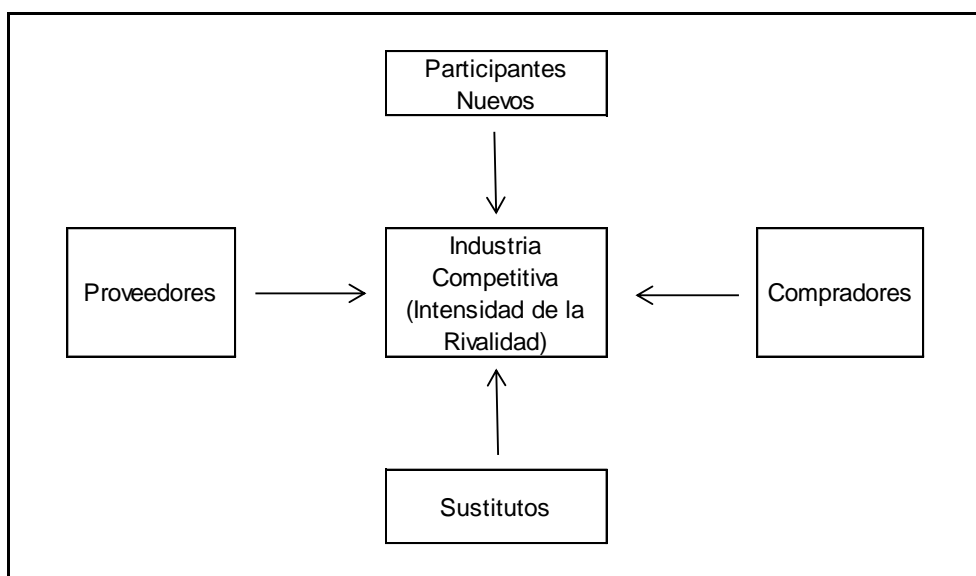 Participantes
Nuevos
Proveedores
Industria
Competitiva
(Intensidad de la
Rivalidad)
Compradores
Sustitutos